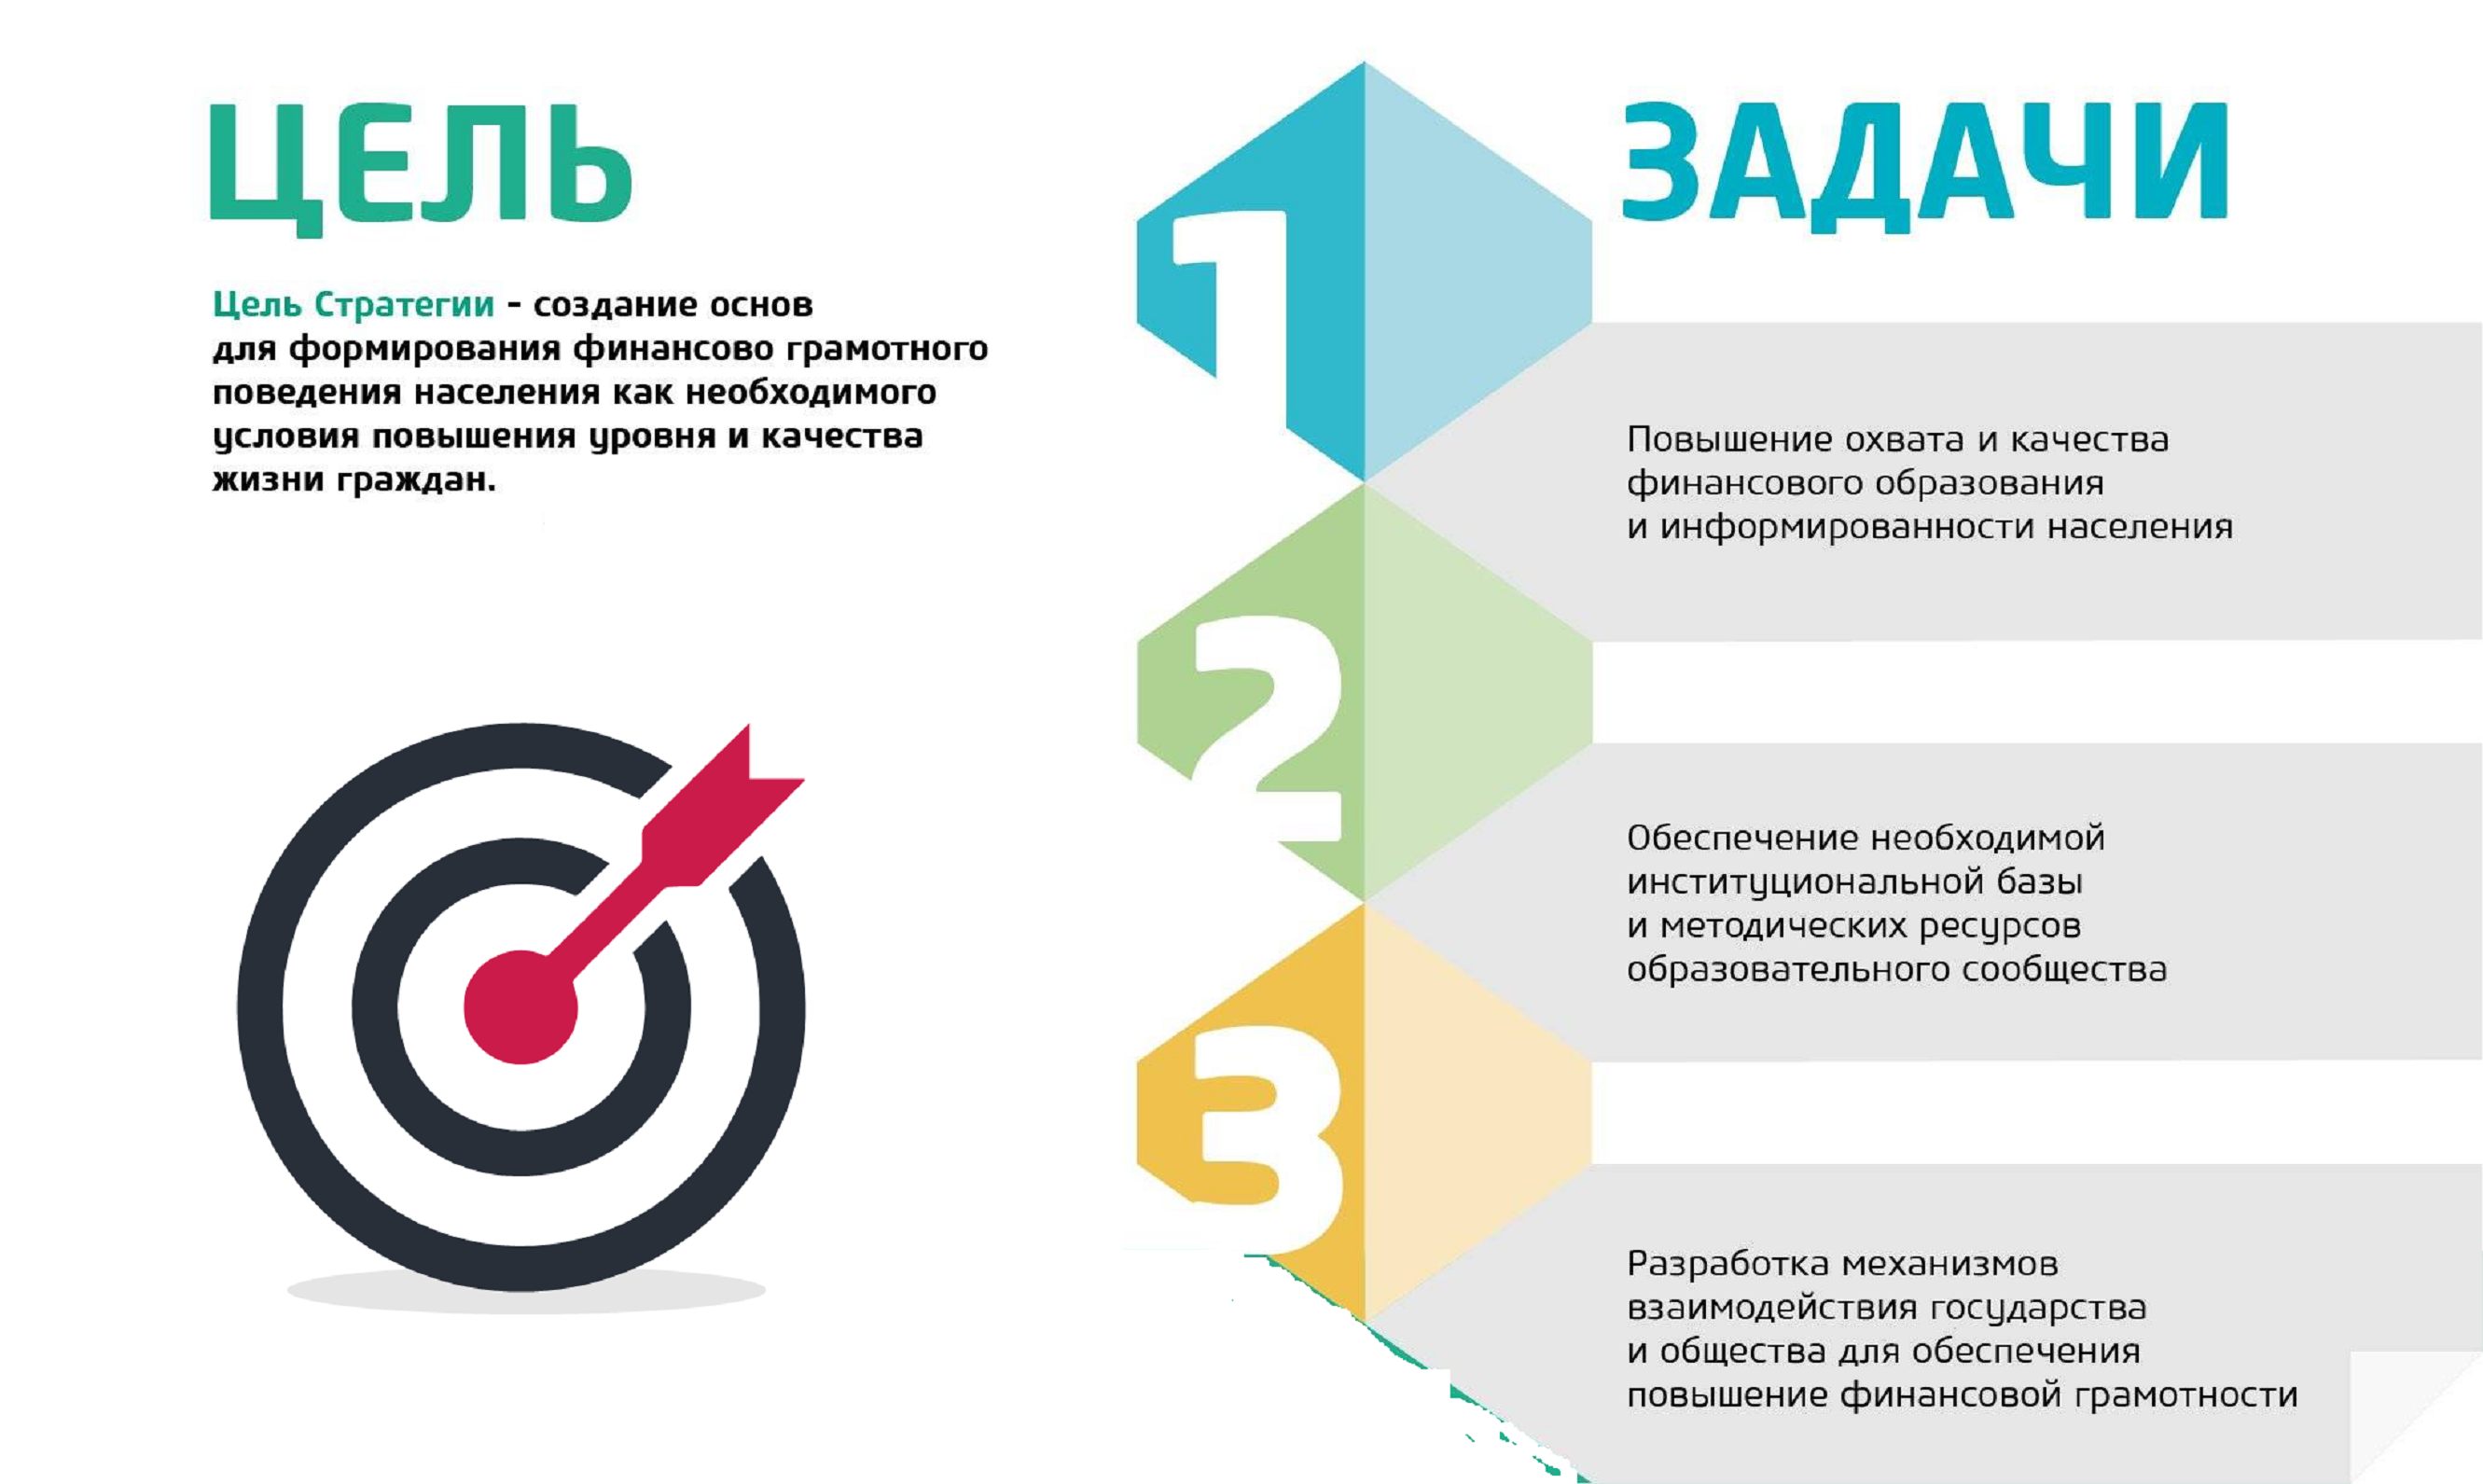 ЦЕЛЬ
Цель Стратегии - создание основ
для формирования финансово грамотного
поведения населения как необходимого
условия повышения уровня и качества
жизни граждан.
ЗАДАЧИ
1
Повышение охвата и качества
финансового образования
и информированности населения
2
Обеспечение необходимой
институциональной базы
и методических ресурсов
образовательного сообщества
3
Разработка механизмов
взаимодействия государства
и общества для обеспечения
повышение финансовой грамотности